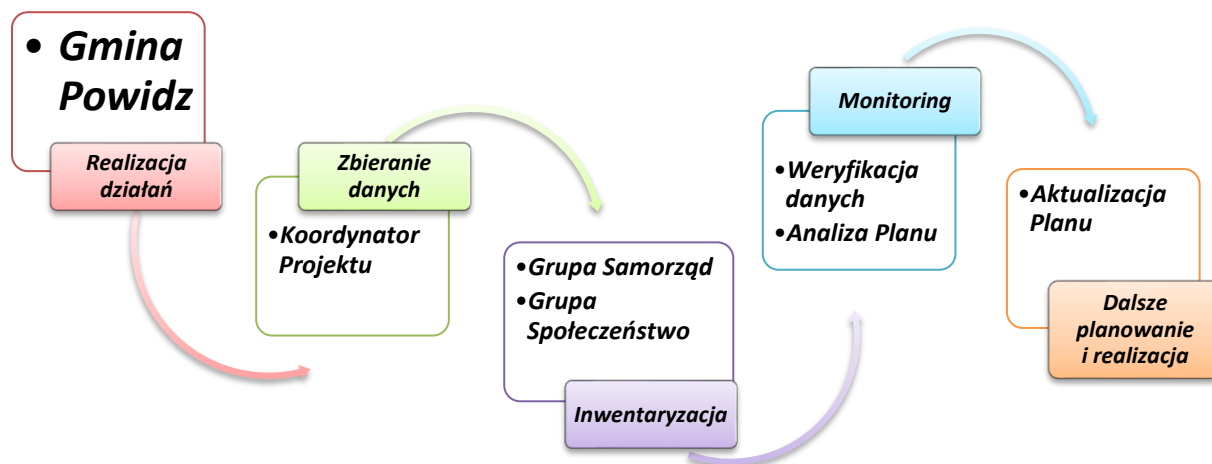 • Gmina
Powidz
Realizacja
działań
Zbieranie
danych
•Koordynator
Projektu
•Grupa Samorząd
•Grupa
Społeczeństwo
Inwentaryzacja
Monitoring
•Weryfikacja
danych
•Analiza Planu
•Aktualizacja
Planu
Dalsze
planowanie
i realizacja